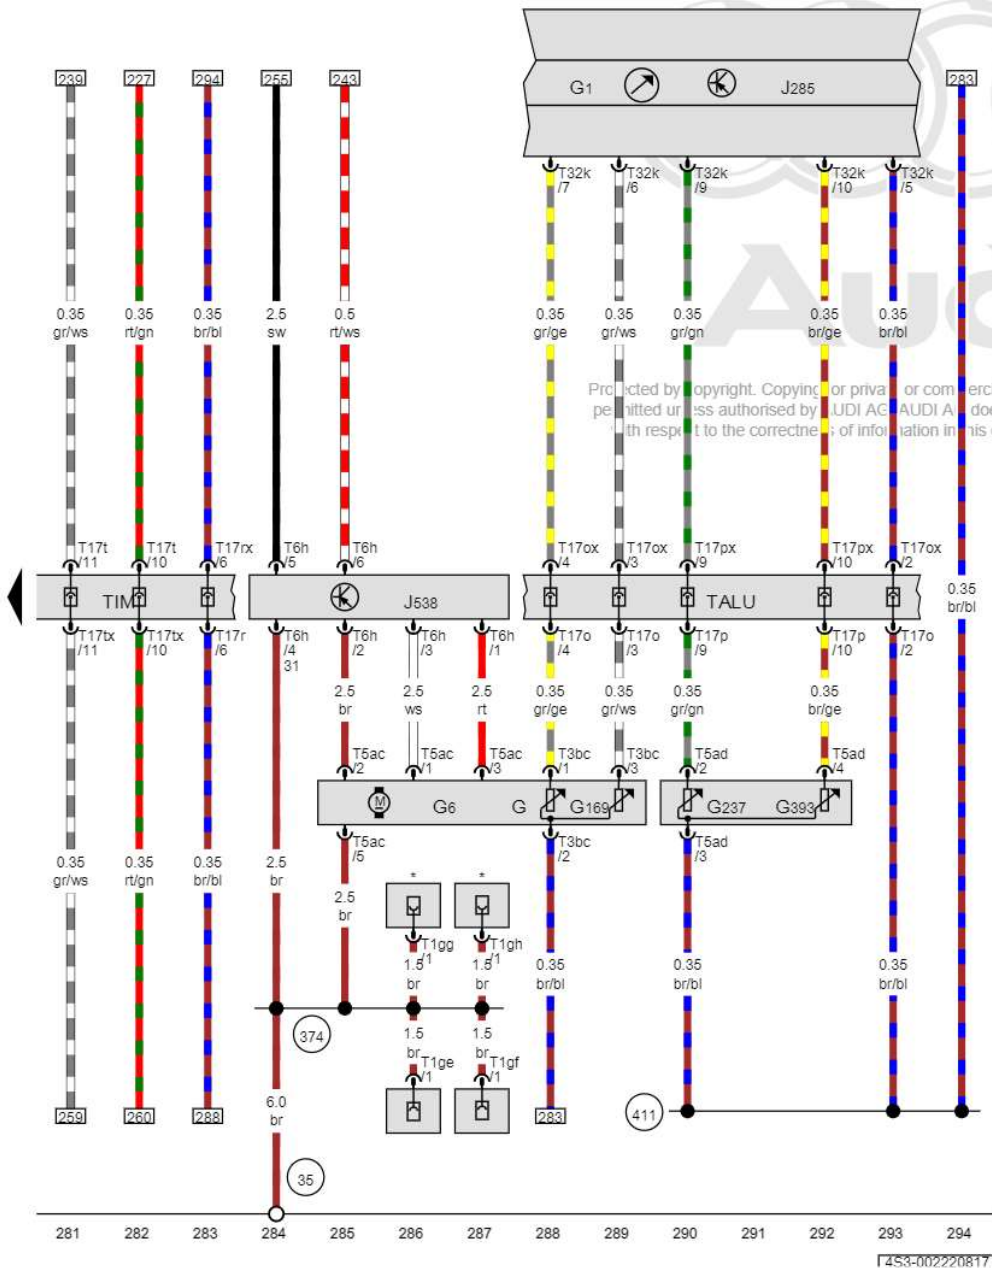 G1 J285
239 227 294 255 243 283
T32k /7 T32k /6 T32k /9 T32k /10 T32k /5
Audi
0.35 gr/ws
0.35 rt/gn
0.35 br/bl
2.5 sw
0.5 rt/ws
0.35 gr/ge
0.35 gr/ws
0.35 gr/gn
0.35 br/ge
0.35 br/bl
T17t /11 T17t /10 T17rx /6 T6h /5 T6h /6 T17ox /4 T17ox /3 T17px /9 T17px /10 T17ox /2
TIM J538 TALU
0.35 br/bl
T17tx /11 T17tx /10 T17r /6 T6h /4 31 T6h /2 T6h /3 T6h /1 T17o /4 T17o /3 T17p /9 T17p /10 T17o /2
2.5 br
2.5 ws
2.5 rt
0.35 gr/ge
0.35 gr/ws
0.35 gr/gn
0.35 br/ge
T5ac /2 T5ac /1 T5ac /3 T3bc /1 T3bc /3 T5ad /2 T5ad /4
M G6 G G169 G237 G393
T5ac /5 T3bc /2 T5ad /3
0.35 gr/ws
0.35 rt/gn
0.35 br/bl
2.5 br
2.5 br
* *
T1gg /1 T1gh /1
1.5 br
1.5 br
0.35 br/bl
0.35 br/bl
0.35 br/bl
374
1.5 br
1.5 br
T1ge /1 T1gf /1
6.0 br
259 260 288 283 411
35
281 282 283 284 285 286 287 288 289 290 291 292 293 294
4S3-002220817